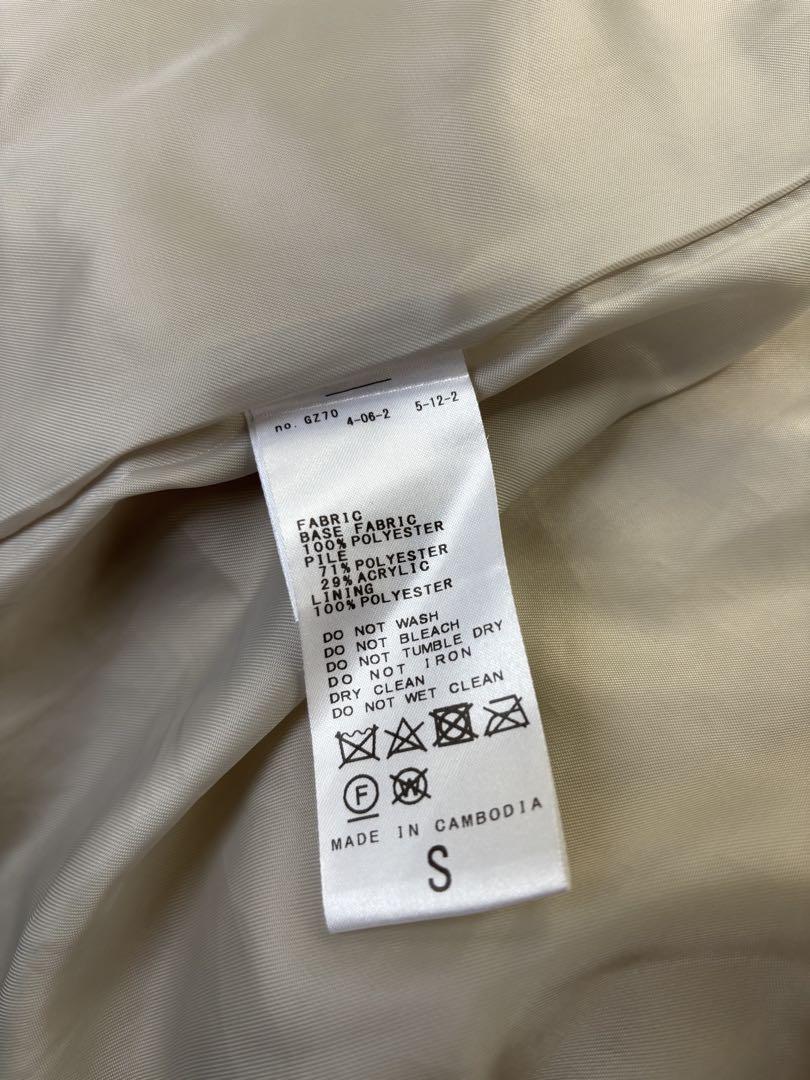 no. GZ70 4-06-2 5-12-2
FABRIC
BASE FABRIC
100% POLYESTER
PILE
71% POLYESTER
29% ACRYLIC
LINING
100% POLYESTER
DO NOT WASH
DO NOT BLEACH
DO NOT TUMBLE DRY
DO NOT IRON
DRY CLEAN
DO NOT WET CLEAN
F W
MADE IN CAMBODIA
S